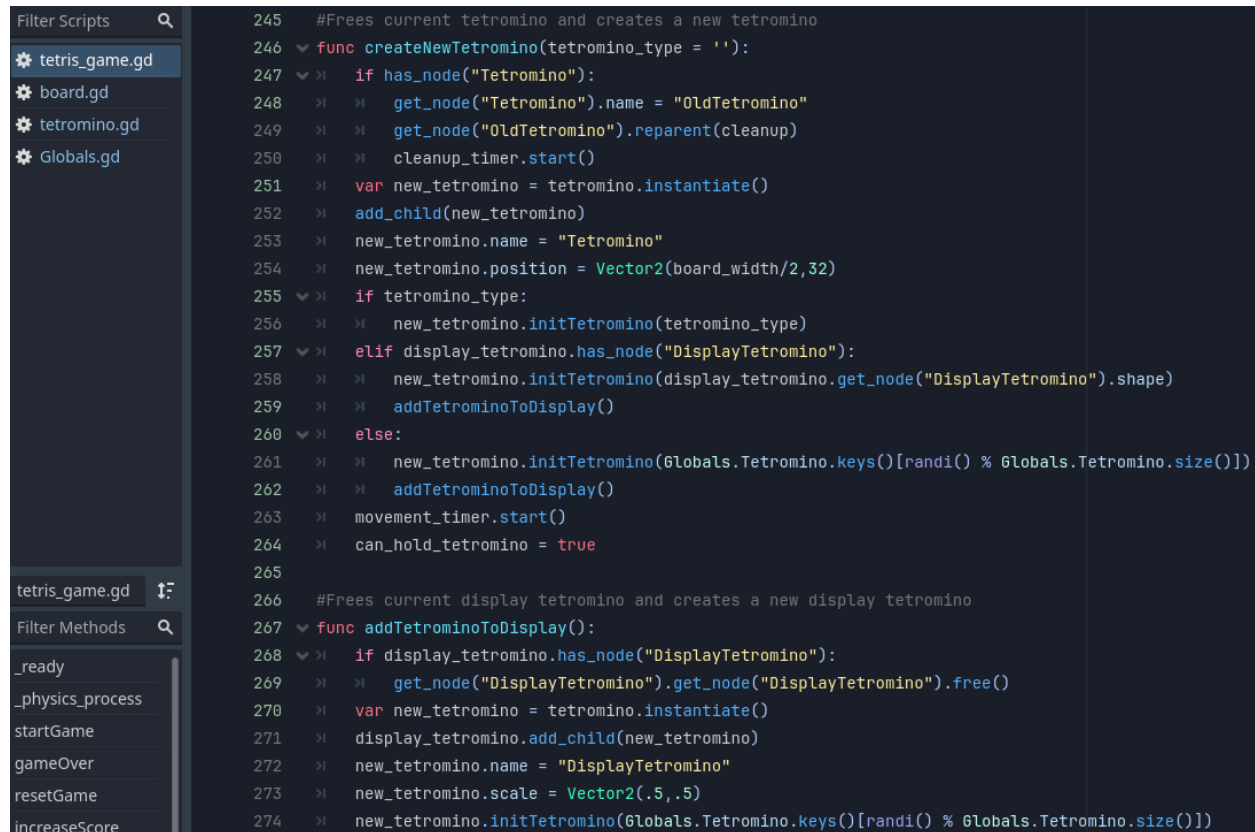 Filter Scripts
tetris_game.gd
board.gd
tetromino.gd
Globals.gd
tetris_game.gd
Filter Methods
_ready
_physics_process
startGame
gameOver
resetGame
increaseScore
245 #Frees current tetromino and creates a new tetromino
246 func createNewTetromino(tetromino_type = ''):
247 if has_node("Tetromino"):
248 get_node("Tetromino").name = "OldTetromino"
249 get_node("OldTetromino").reparent(cleanup)
250 cleanup_timer.start()
251 var new_tetromino = tetromino.instantiate()
252 add_child(new_tetromino)
253 new_tetromino.name = "Tetromino"
254 new_tetromino.position = Vector2(board_width/2,32)
255 if tetromino_type:
256 new_tetromino.initTetromino(tetromino_type)
257 elif display_tetromino.has_node("DisplayTetromino"):
258 new_tetromino.initTetromino(display_tetromino.get_node("DisplayTetromino").shape)
259 addTetrominoToDisplay()
260 else:
261 new_tetromino.initTetromino(Globals.Tetromino.keys()[randi() % Globals.Tetromino.size()])
262 addTetrominoToDisplay()
263 movement_timer.start()
264 can_hold_tetromino = true
265
266 #Frees current display tetromino and creates a new display tetromino
267 func addTetrominoToDisplay():
268 if display_tetromino.has_node("DisplayTetromino"):
269 get_node("DisplayTetromino").get_node("DisplayTetromino").free()
270 var new_tetromino = tetromino.instantiate()
271 display_tetromino.add_child(new_tetromino)
272 new_tetromino.name = "DisplayTetromino"
273 new_tetromino.scale = Vector2(.5,.5)
274 new_tetromino.initTetromino(Globals.Tetromino.keys()[randi() % Globals.Tetromino.size()])